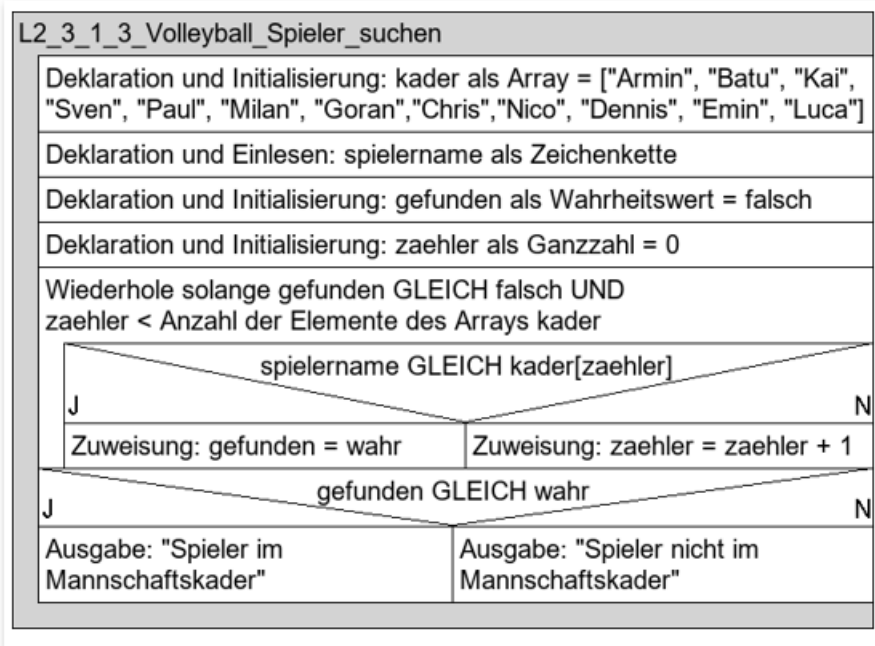 L2_3_1_3_Volleyball_Spieler_suchen
Deklaration und Initialisierung: kader als Array = ["Armin", "Batu", "Kai",
"Sven", "Paul", "Milan", "Goran","Chris","Nico", "Dennis", "Emin", "Luca"]
Deklaration und Einlesen: spielername als Zeichenkette
Deklaration und Initialisierung: gefunden als Wahrheitswert = falsch
Deklaration und Initialisierung: zaehler als Ganzzahl = 0
Wiederhole solange gefunden GLEICH falsch UND
zaehler < Anzahl der Elemente des Arrays kader
spielername GLEICH kader[zaehler]
J
N
Zuweisung: gefunden = wahr
Zuweisung: zaehler = zaehler + 1
gefunden GLEICH wahr
J
N
Ausgabe: "Spieler im
Mannschaftskader"
Ausgabe: "Spieler nicht im
Mannschaftskader"